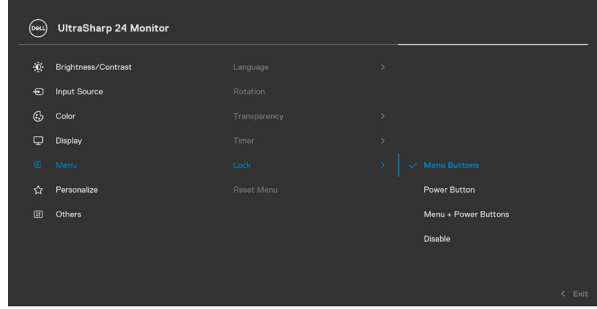 DELL UltraSharp 24 Monitor
Brightness/Contrast Language
Input Source Rotation
Color Transparency
Display Timer
Menu Lock Menu Buttons
Personalize Reset Menu Power Button
Others Menu + Power Buttons
Disable
Exit